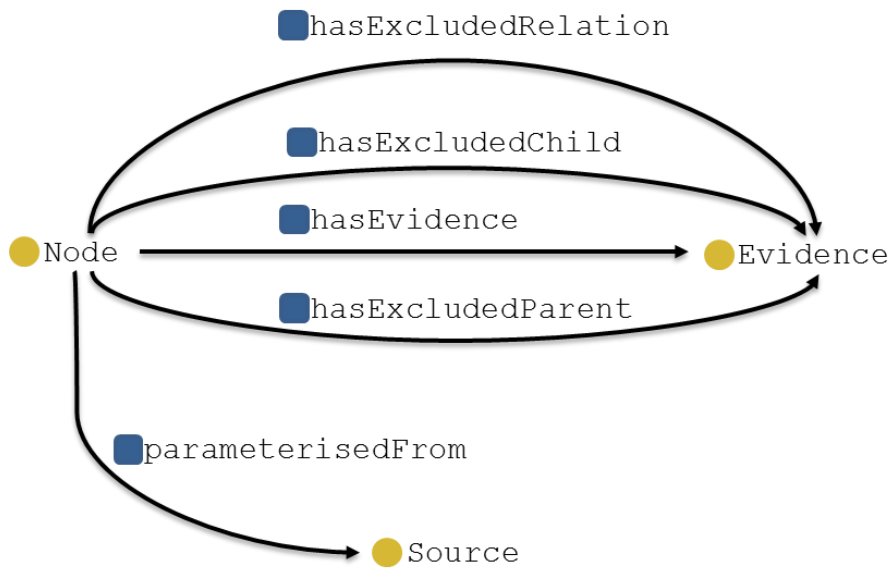 hasExcludedRelation
hasExcludedChild
hasEvidence
Node
Evidence
hasExcludedParent
parameterisedFrom
Source